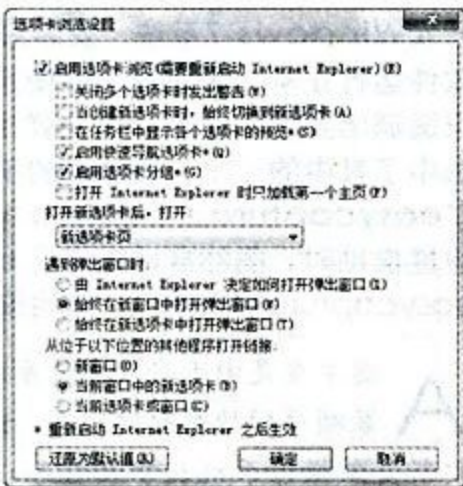 选项卡浏览设置
启用选项卡浏览(需要重新启动 Internet Explorer)(E)
关闭多个选项卡时发出警告(W)
当创建新选项卡时，始终切换到新选项卡(A)
在任务栏中显示各个选项卡的预览*(S)
启用快速导航选项卡*(Q)
启用选项卡分组*(G)
打开 Internet Explorer 时只加载第一个主页(F)
打开新选项卡后，打开
新选项卡页
遇到弹出窗口时:
由 Internet Explorer 决定如何打开弹出窗口(L)
始终在新窗口中打开弹出窗口(W)
始终在新选项卡中打开弹出窗口(T)
从位于以下位置的其他程序打开链接:
新窗口(O)
当前窗口中的新选项卡(B)
当前选项卡或窗口(C)
* 重新启动 Internet Explorer 之后生效
还原为默认值(R)
确定
取消